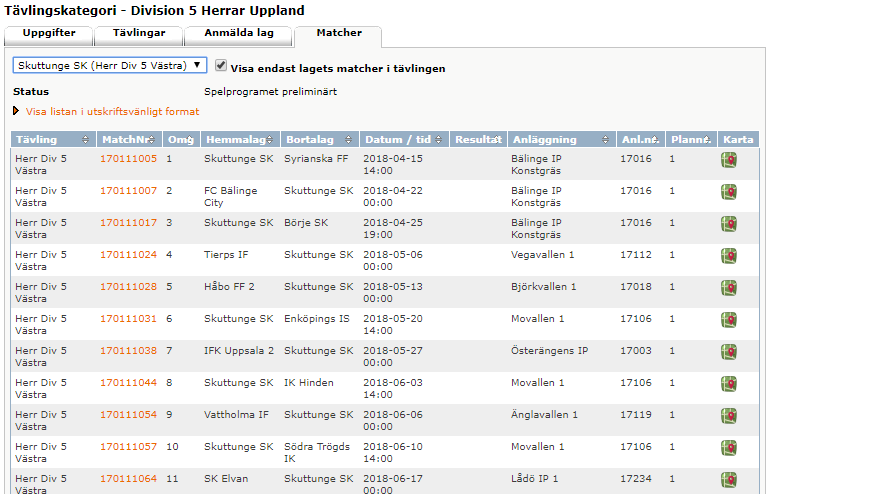 Tävlingskategori - Division 5 Herrar Uppland
Uppgifter Tävlingar Anmälda lag Matcher
Skuttunge SK (Herr Div 5 Västra) Visa endast lagets matcher i tävlingen
Status Spelprogramet preliminärt
Visa listan i utskriftsvänligt format
Tävling MatchNr Omg Hemmalag Bortalag Datum / tid Resultat Anläggning Anl.nr. Plannr. Karta
Herr Div 5 170111005 1 Skuttunge SK Syrianska FF 2018-04-15 Bälinge IP 17016 1
Västra 14:00 Konstgräs
Herr Div 5 170111007 2 FC Bälinge Skuttunge SK 2018-04-22 Bälinge IP 17016 1
Västra City 00:00 Konstgräs
Herr Div 5 170111017 3 Skuttunge SK Börje SK 2018-04-25 Bälinge IP 17016 1
Västra 19:00 Konstgräs
Herr Div 5 170111024 4 Tierps IF Skuttunge SK 2018-05-06 Vegavallen 1 17112 1
Västra 00:00
Herr Div 5 170111028 5 Håbo FF 2 Skuttunge SK 2018-05-13 Björkvallen 1 17018 1
Västra 00:00
Herr Div 5 170111031 6 Skuttunge SK Enköpings IS 2018-05-20 Movallen 1 17106 1
Västra 14:00
Herr Div 5 170111038 7 IFK Uppsala 2 Skuttunge SK 2018-05-27 Österängens IP 17003 1
Västra 00:00
Herr Div 5 170111044 8 Skuttunge SK IK Hinden 2018-06-03 Movallen 1 17106 1
Västra 14:00
Herr Div 5 170111054 9 Vattholma IF Skuttunge SK 2018-06-06 Änglavallen 1 17119 1
Västra 00:00
Herr Div 5 170111057 10 Skuttunge SK Södra Trögds 2018-06-10 Movallen 1 17106 1
Västra IK 14:00
Herr Div 5 170111064 11 SK Elvan Skuttunge SK 2018-06-17 Lådö IP 1 17234 1
Västra 00:00